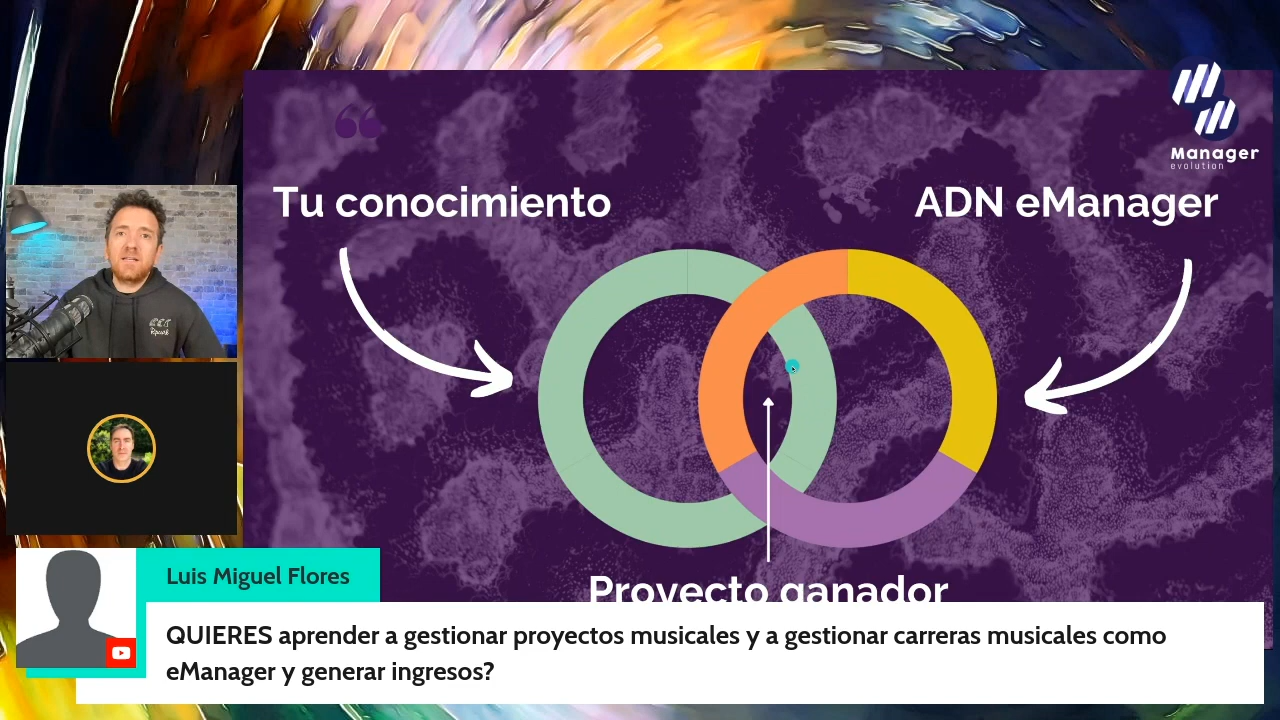 Manager
evolution
Tu conocimiento
ADN eManager
Proyecto ganador
Luis Miguel Flores
QUIERES aprender a gestionar proyectos musicales y a gestionar carreras musicales como
eManager y generar ingresos?